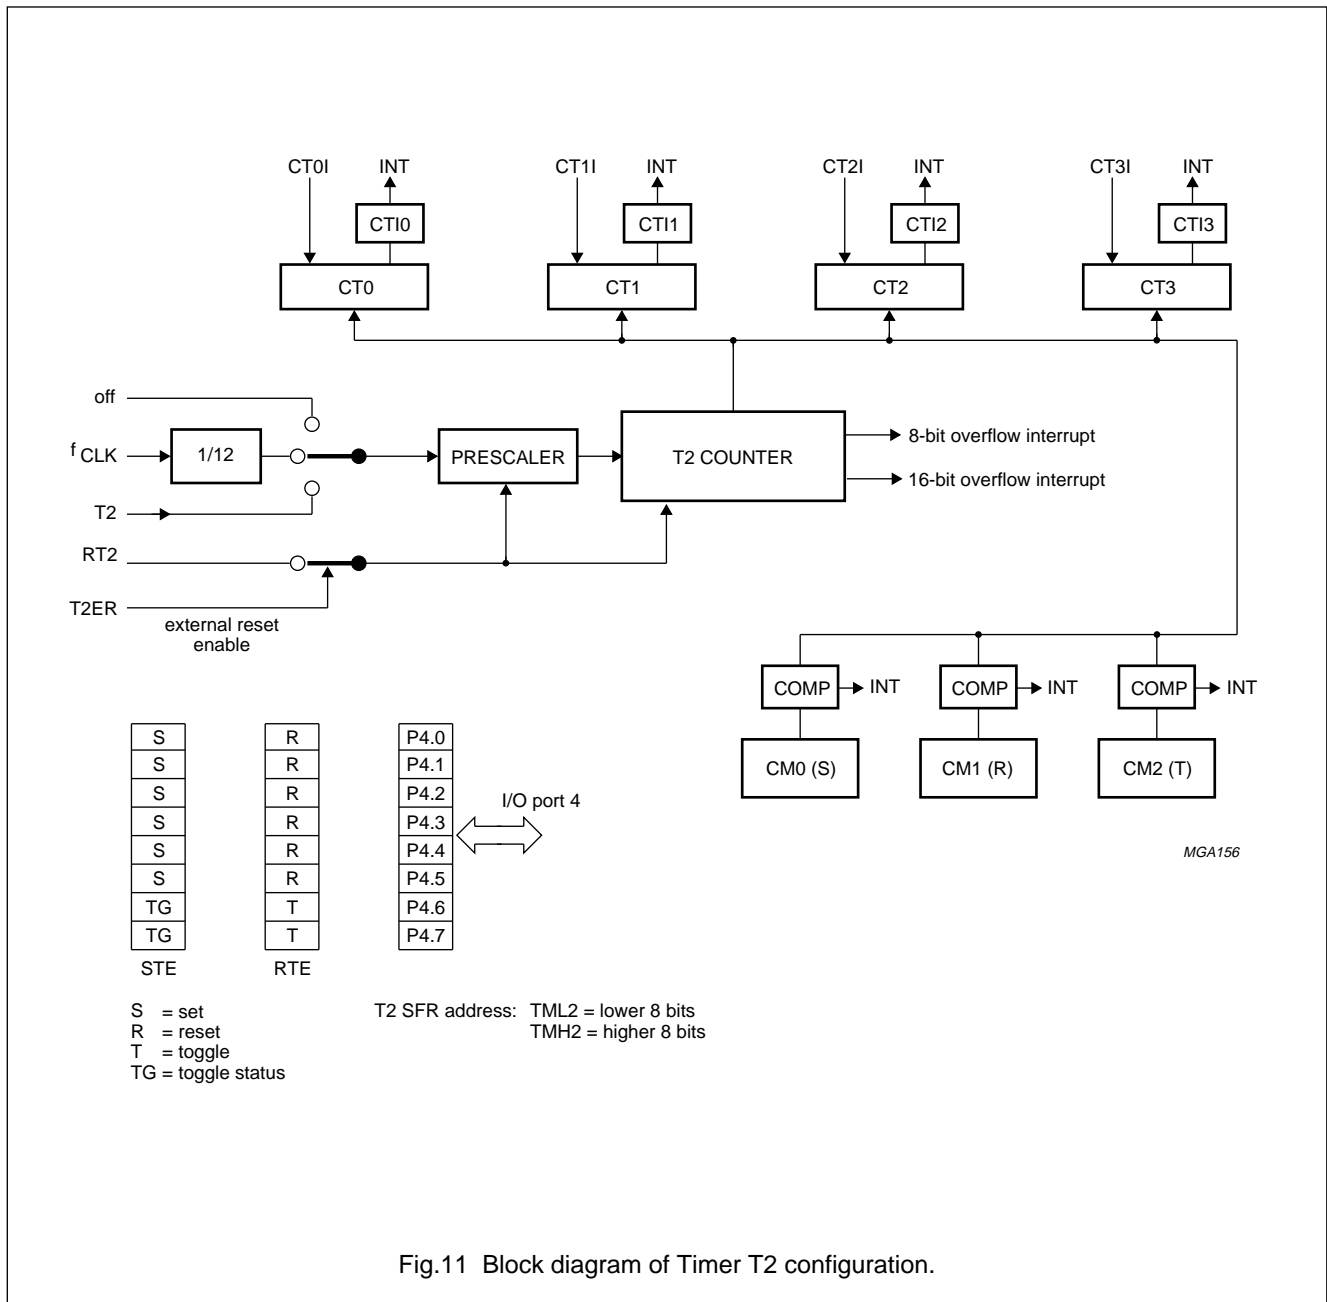 CT0I INT CT1I INT CT2I INT CT3I INT
CTI0 CTI1 CTI2 CTI3
CT0 CT1 CT2 CT3
off
f CLK 1/12 PRESCALER T2 COUNTER 8-bit overflow interrupt
16-bit overflow interrupt
T2
RT2
T2ER
external reset
enable
COMP INT COMP INT COMP INT
CM0 (S) CM1 (R) CM2 (T)
S R P4.0
S R P4.1
S R P4.2
I/O port 4
S R P4.3
S R P4.4
S R P4.5
TG T P4.6
TG T P4.7
STE RTE
MGA156
S = set
R = reset
T = toggle
TG = toggle status
T2 SFR address: TML2 = lower 8 bits
TMH2 = higher 8 bits
Fig.11 Block diagram of Timer T2 configuration.